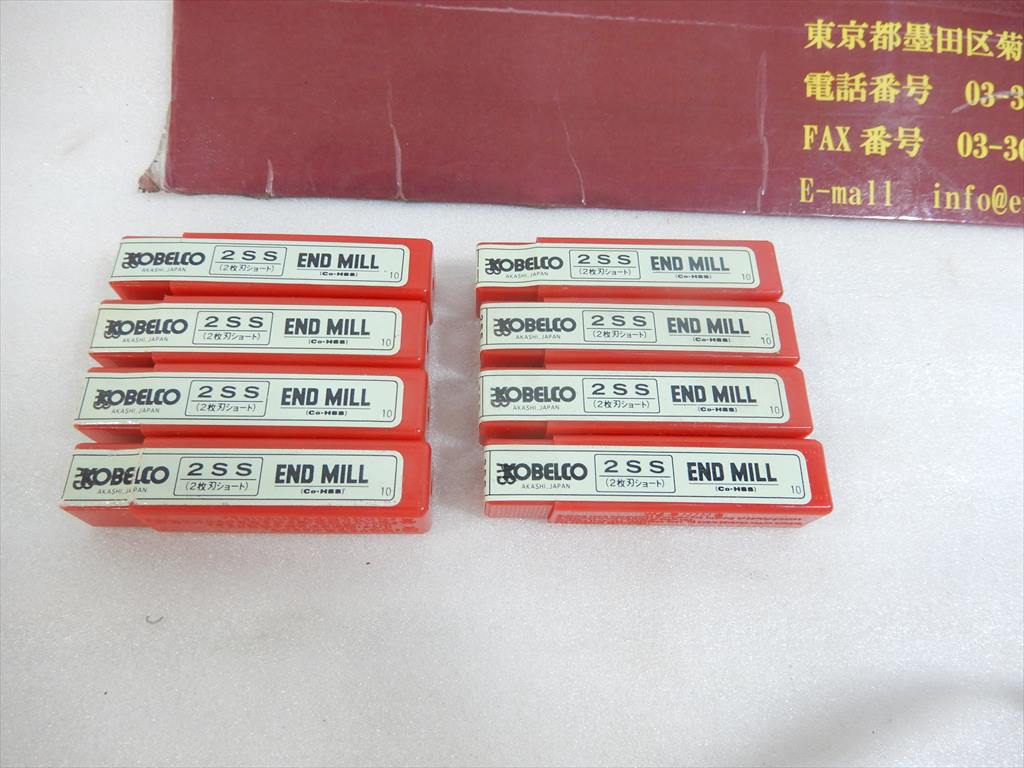 東京都墨田区菊
電話番号 03-3
FAX 番号 03-36
E-mall info@e
KOBELCO 2SS END MILL
AKASHI, JAPAN (2枚刃ショート) (Co-HSS) 10
KOBELCO 2SS END MILL
AKASHI, JAPAN (2枚刃ショート) (Co-HSS) 10
KOBELCO 2SS END MILL
AKASHI, JAPAN (2枚刃ショート) (Co-HSS) 10
KOBELCO 2SS END MILL
AKASHI, JAPAN (2枚刃ショート) (Co-HSS) 10
KOBELCO 2SS END MILL
AKASHI, JAPAN (2枚刃ショート) (Co-HSS) 10
KOBELCO 2SS END MILL
AKASHI, JAPAN (2枚刃ショート) (Co-HSS) 10
KOBELCO 2SS END MILL
AKASHI, JAPAN (2枚刃ショート) (Co-HSS) 10
KOBELCO 2SS END MILL
AKASHI, JAPAN (2枚刃ショート) (Co-HSS) 10